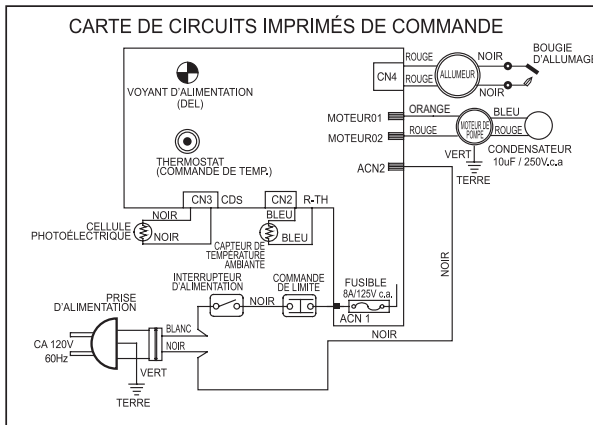 CARTE DE CIRCUITS IMPRIMÉS DE COMMANDE
VOYANT D'ALIMENTATION
(DEL)
THERMOSTAT
(COMMANDE DE TEMP.)
CN4
ROUGE
ROUGE
ALLUMEUR
NOIR
NOIR
BOUGIE
D'ALLUMAGE
MOTEUR01
ORANGE
MOTEUR02
ROUGE
MOTEUR DE
POMPE
BLEU
ROUGE
CONDENSATEUR
10uF / 250V.c.a
VERT
TERRE
ACN2
CN3
CDS
CN2
R-TH
NOIR
NOIR
CELLULE
PHOTOÉLECTRIQUE
BLEU
BLEU
CAPTEUR DE
TEMPÉRATURE
AMBIANTE
INTERRUPTEUR
D'ALIMENTATION
NOIR
COMMANDE
DE LIMITE
FUSIBLE
8A/125V c.a.
ACN 1
NOIR
NOIR
PRISE
D'ALIMENTATION
CA 120V
60Hz
BLANC
NOIR
VERT
TERRE